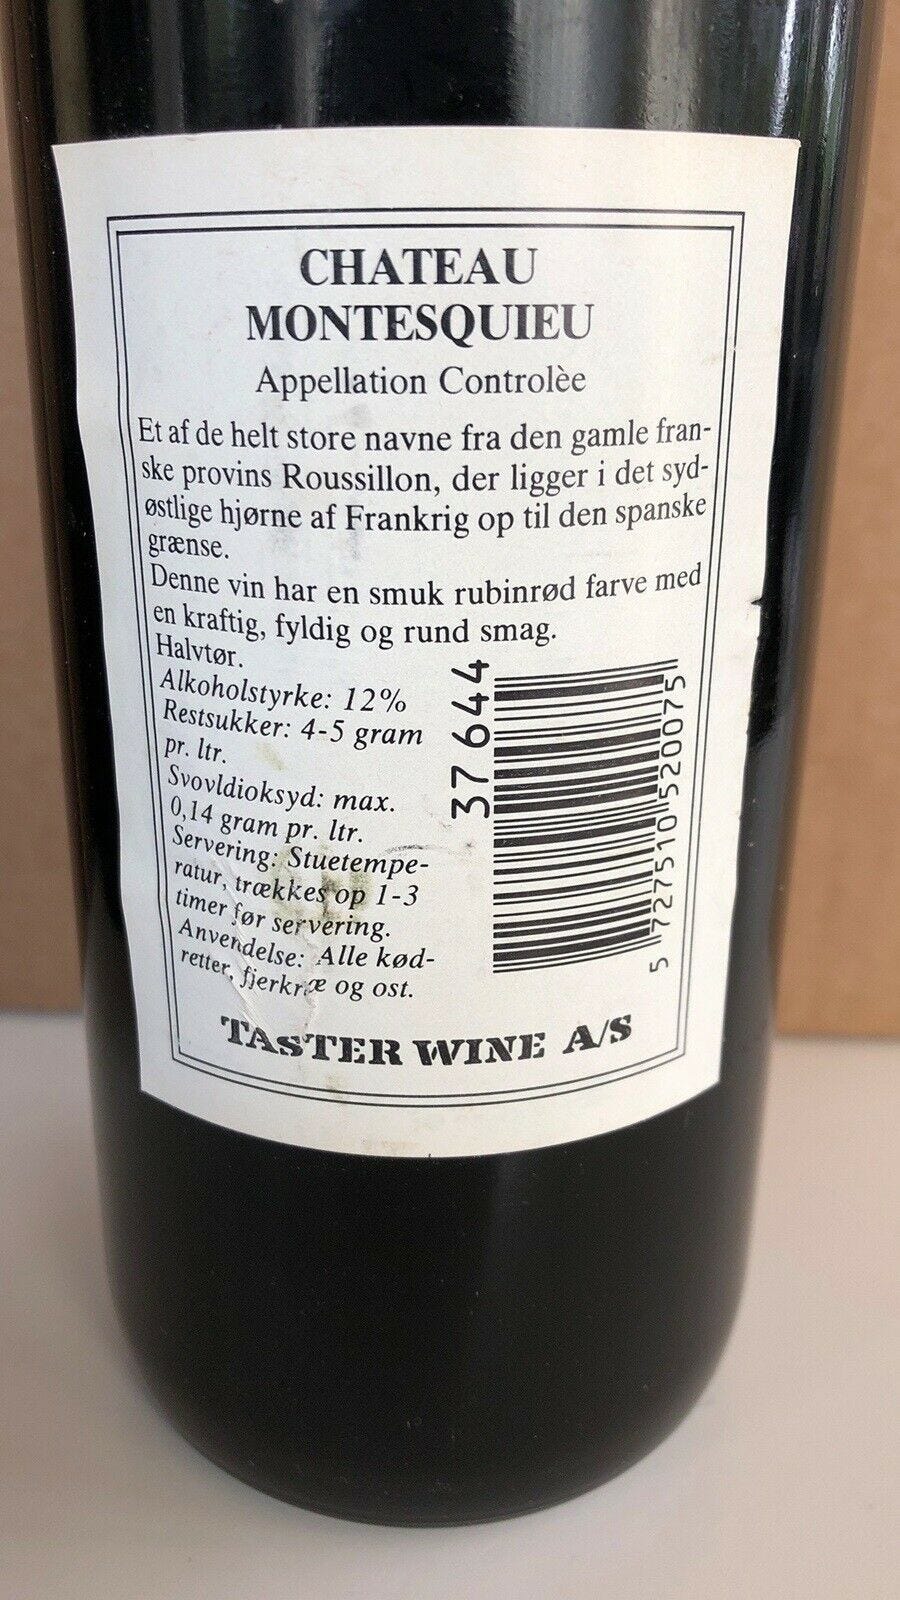 CHATEAU
MONTESQUIEU
Appellation Controlèe
Et af de helt store navne fra den gamle fran-
ske provins Roussillon, der ligger i det syd-
østlige hjørne af Frankrig op til den spanske
grænse.
Denne vin har en smuk rubinrød farve med
en kraftig, fyldig og rund smag.
Halvtør.
Alkoholstyrke: 12%
Restsukker: 4-5 gram
pr. ltr.
Svovldioksyd: max.
0,14 gram pr. ltr.
Servering: Stuetempe-
ratur, trækkes op 1-3
timer før servering.
Anvendelse: Alle kød-
retter, fjerkræ og ost.
37644
5 727510 520075
TASTER WINE A/S